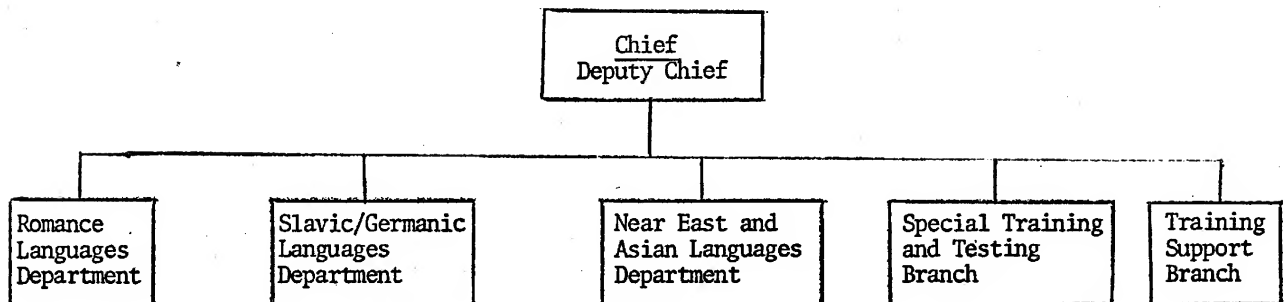 Chief
Deputy Chief
Romance
Languages
Department
Slavic/Germanic
Languages
Department
Near East and
Asian Languages
Department
Special Training
and Testing
Branch
Training
Support
Branch